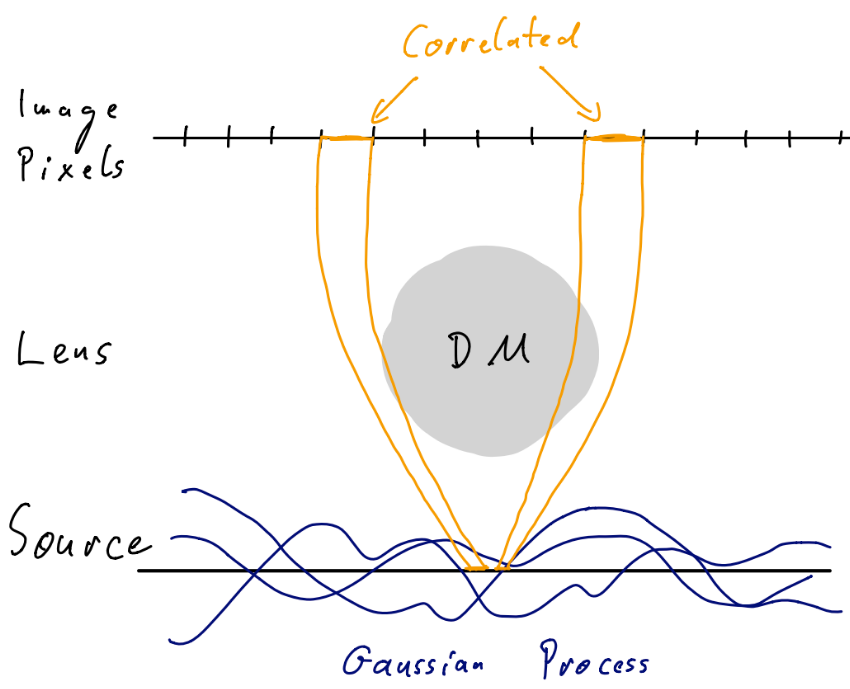 Correlated
Image
Pixels
DM
Lens
Source
Gaussian Process